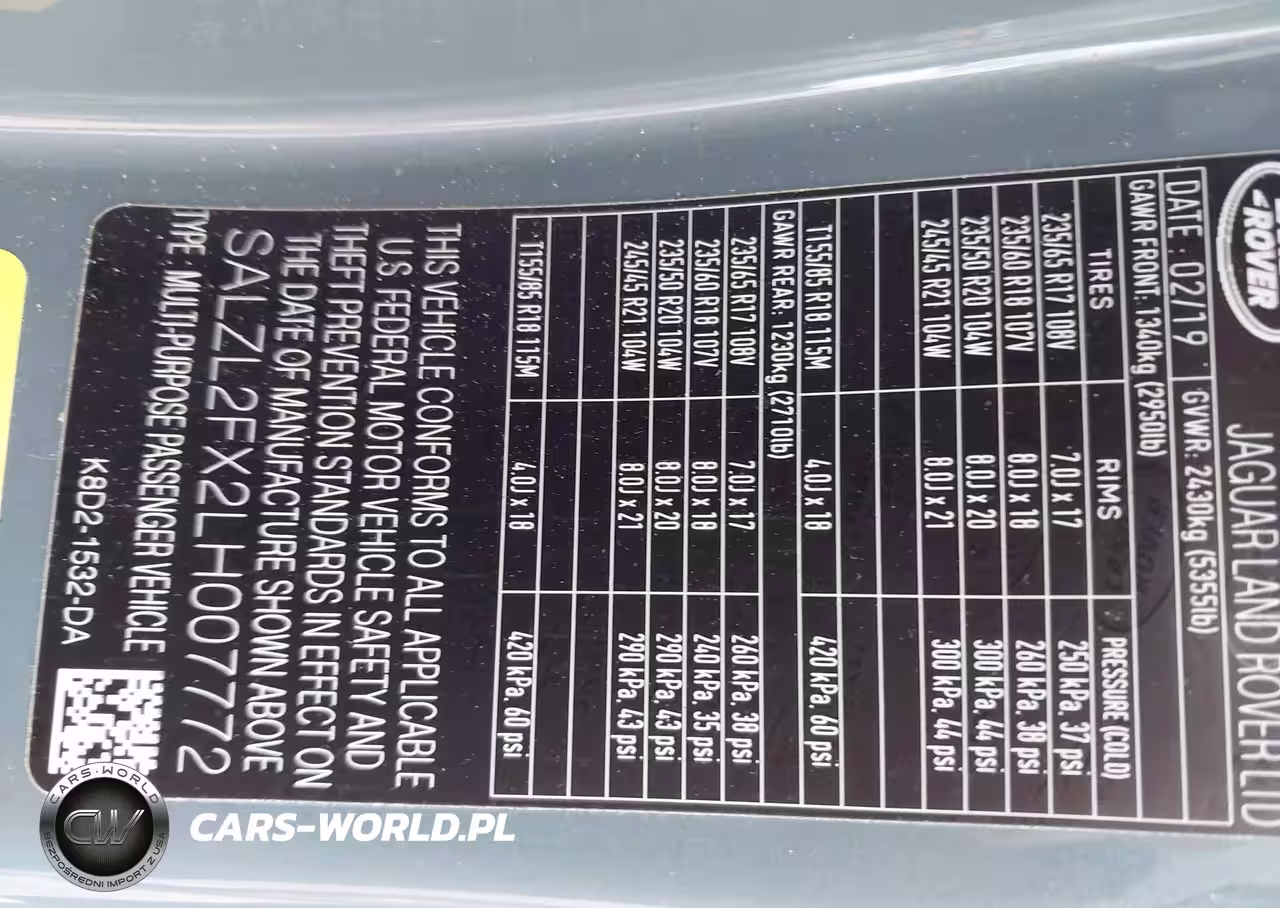 ROVER
JAGUAR LAND ROVER LTD
DATE : 02/19 GVWR: 2430kg (5355lb)
GAWR FRONT: 1340kg (2950lb)
TIRES RIMS PRESSURE (COLD)
235/65 R17 108V 7.0J x 17 250 kPa, 37 psi
235/60 R18 107V 8.0J x 18 260 kPa, 38 psi
235/50 R20 104W 8.0J x 20 300 kPa, 44 psi
245/45 R21 104W 8.0J x 21 300 kPa, 44 psi
T155/85 R18 115M 4.0J x 18 420 kPa, 60 psi
GAWR REAR: 1230kg (2710lb)
235/65 R17 108V 7.0J x 17 260 kPa, 38 psi
235/60 R18 107V 8.0J x 18 240 kPa, 35 psi
235/50 R20 104W 8.0J x 20 290 kPa, 43 psi
245/45 R21 104W 8.0J x 21 290 kPa, 43 psi
T155/85 R18 115M 4.0J x 18 420 kPa, 60 psi
THIS VEHICLE CONFORMS TO ALL APPLICABLE
U.S. FEDERAL MOTOR VEHICLE SAFETY AND
THEFT PREVENTION STANDARDS IN EFFECT ON
THE DATE OF MANUFACTURE SHOWN ABOVE
SALZL2FX2LH007772
TYPE MULTI-PURPOSE PASSENGER VEHICLE
K8D2-1532-DA
CARS-WORLD
CW
BEZPOŚREDNI IMPORT Z USA
CARS-WORLD.PL